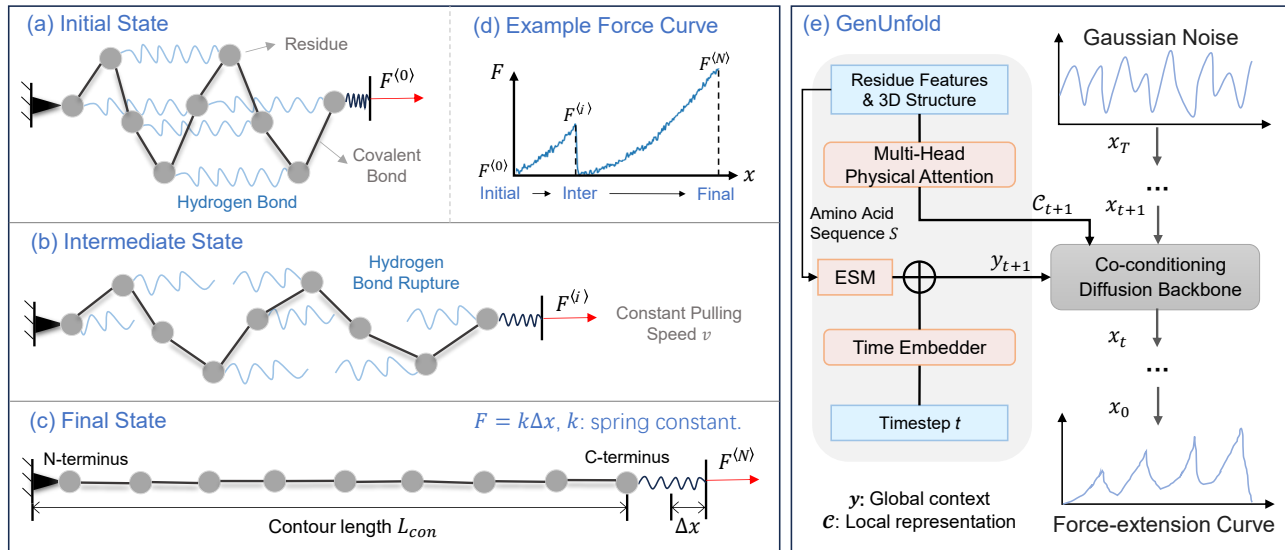 (a) Initial State
Residue
F⟨0⟩
Covalent
Bond
Hydrogen Bond
(d) Example Force Curve
F
F⟨N⟩
F⟨i⟩
F⟨0⟩
x
Initial
Inter
Final
(b) Intermediate State
Hydrogen
Bond Rupture
F⟨i⟩
Constant Pulling
Speed v
(c) Final State
F = kΔx, k: spring constant.
N-terminus
C-terminus
F⟨N⟩
Contour length L_con
Δx
(e) GenUnfold
Residue Features
& 3D Structure
Multi-Head
Physical Attention
Amino Acid
Sequence S
ESM
Time Embedder
Timestep t
Gaussian Noise
x_T
...
x_{t+1}
C_{t+1}
y_{t+1}
Co-conditioning
Diffusion Backbone
x_t
...
x_0
y: Global context
C: Local representation
Force-extension Curve